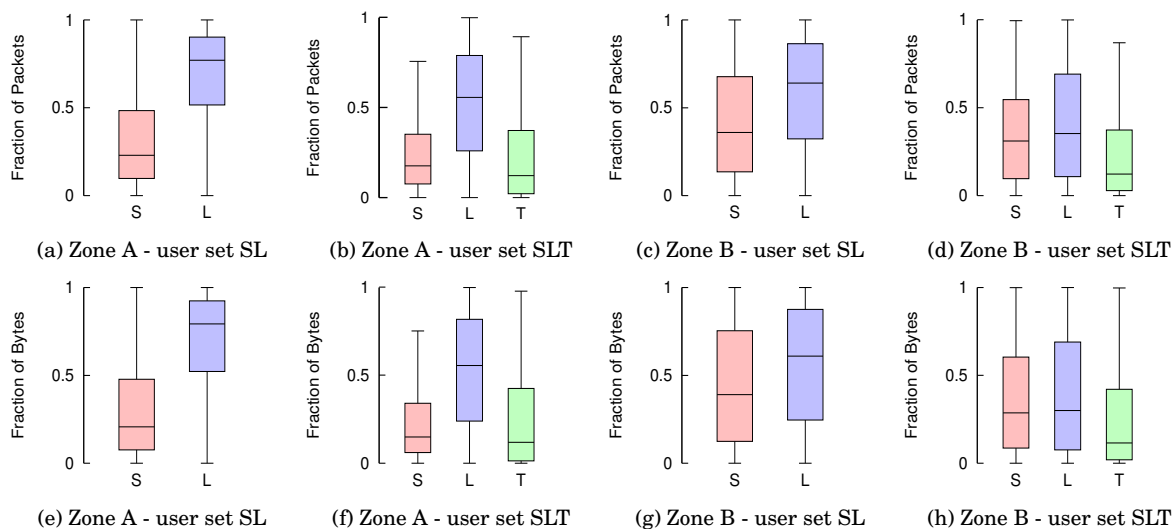 Fraction of Packets
1
0.5
0
S L
(a) Zone A - user set SL
Fraction of Packets
1
0.5
0
S L T
(b) Zone A - user set SLT
Fraction of Packets
1
0.5
0
S L
(c) Zone B - user set SL
Fraction of Packets
1
0.5
0
S L T
(d) Zone B - user set SLT
Fraction of Bytes
1
0.5
0
S L
(e) Zone A - user set SL
Fraction of Bytes
1
0.5
0
S L T
(f) Zone A - user set SLT
Fraction of Bytes
1
0.5
0
S L
(g) Zone B - user set SL
Fraction of Bytes
1
0.5
0
S L T
(h) Zone B - user set SLT